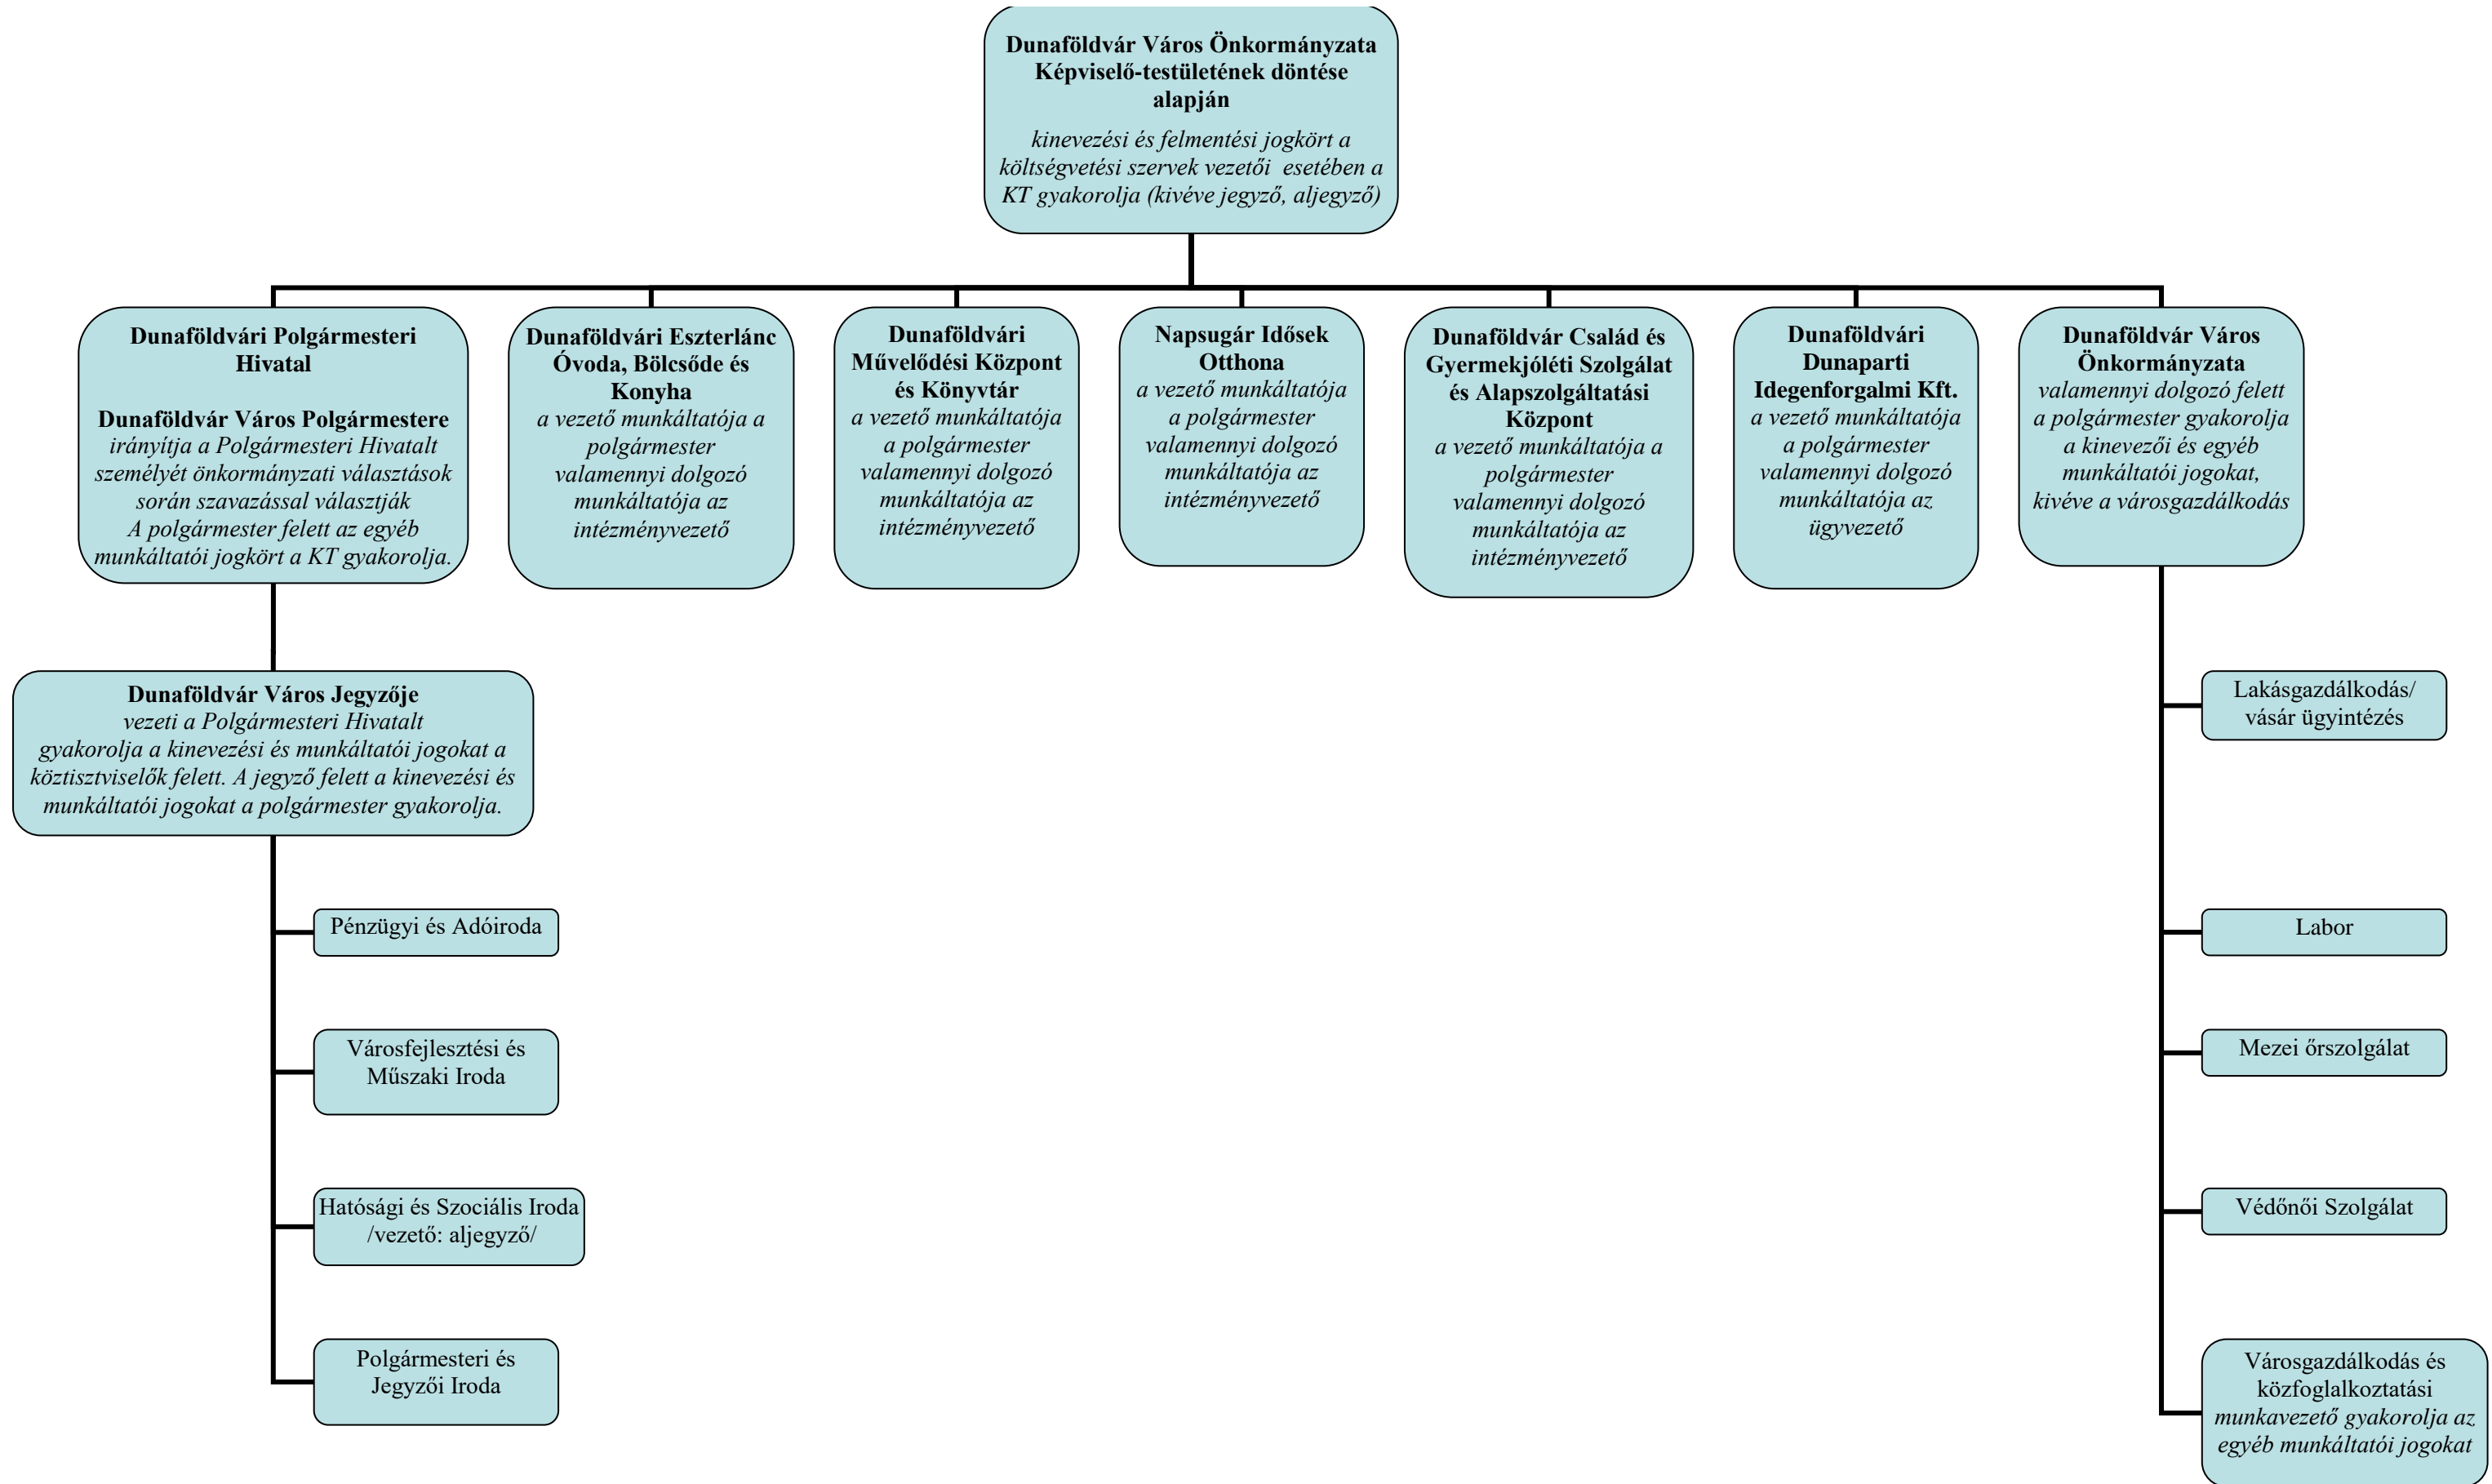 Dunaföldvár Város Önkormányzata
Képviselő-testületének döntése
alapján
kinevezési és felmentési jogkört a
költségvetési szervek vezetői  esetében a
KT gyakorolja (kivéve jegyző, aljegyző)
Dunaföldvári Polgármesteri
Hivatal
Dunaföldvár Város Polgármestere
irányítja a Polgármesteri Hivatalt
személyét önkormányzati választások
során szavazással választják
A polgármester felett az egyéb
munkáltatói jogkört a KT gyakorolja.
Dunaföldvári Eszterlánc
Óvoda, Bölcsőde és
Konyha
a vezető munkáltatója a
polgármester
valamennyi dolgozó
munkáltatója az
intézményvezető
Dunaföldvári
Művelődési Központ
és Könyvtár
a vezető munkáltatója
a polgármester
valamennyi dolgozó
munkáltatója az
intézményvezető
Napsugár Idősek
Otthona
a vezető munkáltatója
a polgármester
valamennyi dolgozó
munkáltatója az
intézményvezető
Dunaföldvár Család és
Gyermekjóléti Szolgálat
és Alapszolgáltatási
Központ
a vezető munkáltatója a
polgármester
valamennyi dolgozó
munkáltatója az
intézményvezető
Dunaföldvári
Dunaparti
Idegenforgalmi Kft.
a vezető munkáltatója
a polgármester
valamennyi dolgozó
munkáltatója az
ügyvezető
Dunaföldvár Város
Önkormányzata
valamennyi dolgozó felett
a polgármester gyakorolja
a kinevezői és egyéb
munkáltatói jogokat,
kivéve a városgazdálkodás
Dunaföldvár Város Jegyzője
vezeti a Polgármesteri Hivatalt
gyakorolja a kinevezési és munkáltatói jogokat a
köztisztviselők felett. A jegyző felett a kinevezési és
munkáltatói jogokat a polgármester gyakorolja.
Pénzügyi és Adóiroda
Városfejlesztési és
Műszaki Iroda
Hatósági és Szociális Iroda
/vezető: aljegyző/
Polgármesteri és
Jegyzői Iroda
Lakásgazdálkodás/
vásár ügyintézés
Labor
Mezei őrszolgálat
Védőnői Szolgálat
Városgazdálkodás és
közfoglalkoztatási
munkavezető gyakorolja az
egyéb munkáltatói jogokat